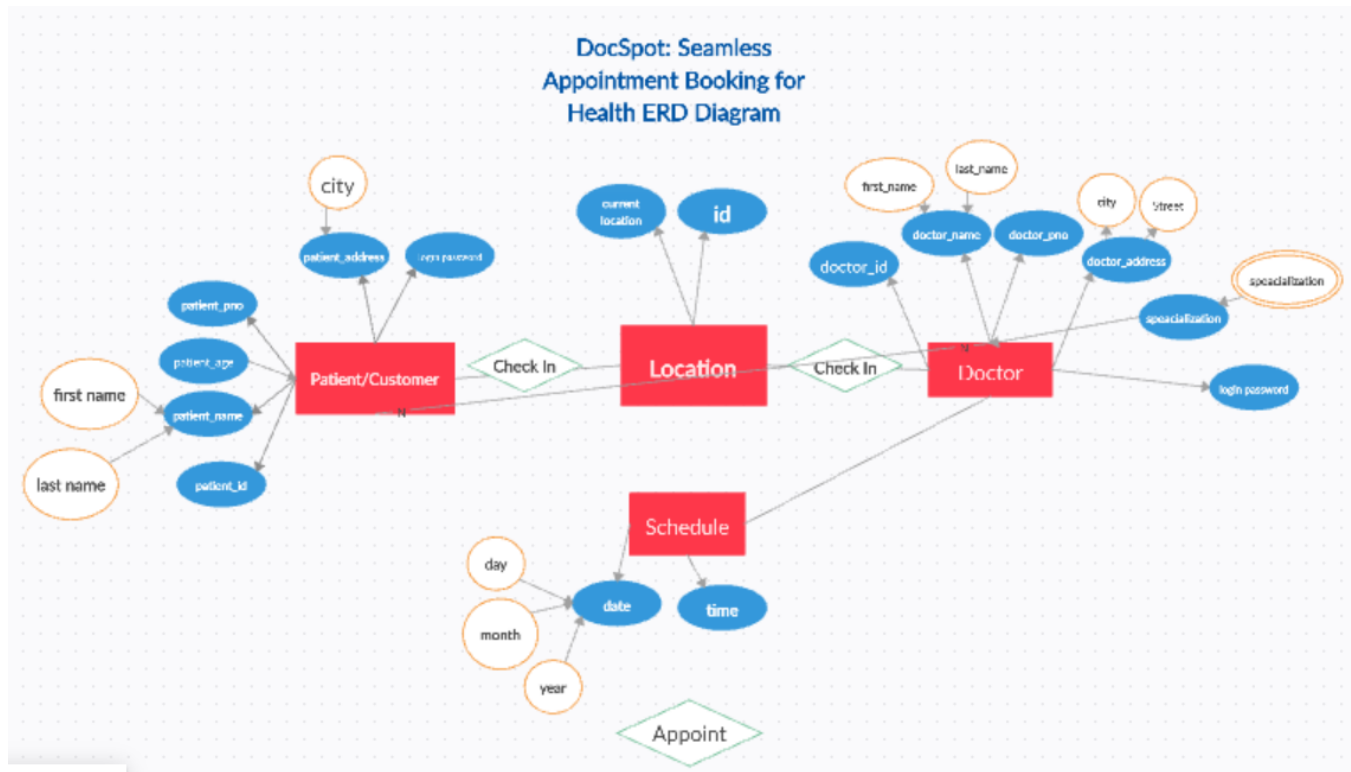 DocSpot: Seamless
Appointment Booking for
Health ERD Diagram
city
patient_address
Login password
patient_pno
patient_age
first name
patient_name
last name
patient_id
Patient/Customer
N
Check In
current
location
id
Location
Check In
first_name
last_name
doctor_name
doctor_pno
doctor_id
city
Street
doctor_address
speacialization
speacialization
N
Doctor
login password
Schedule
day
date
time
month
year
Appoint